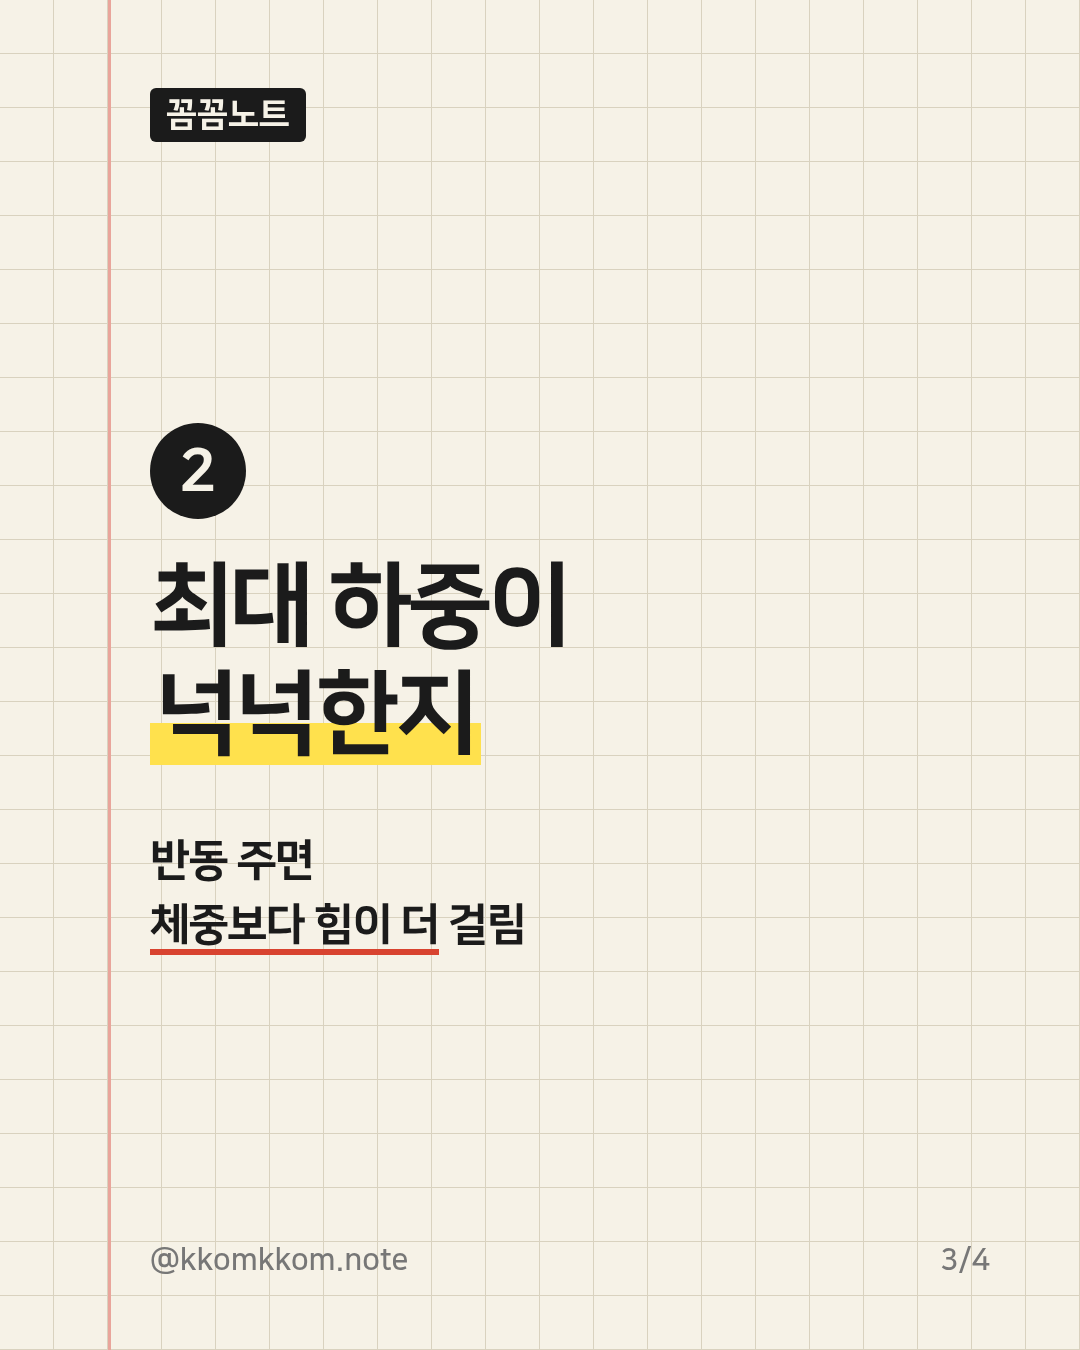 꼼꼼노트
2
최대 하중이
넉넉한지
반동 주면
체중보다 힘이 더 걸림
@kkomkkom.note
3/4